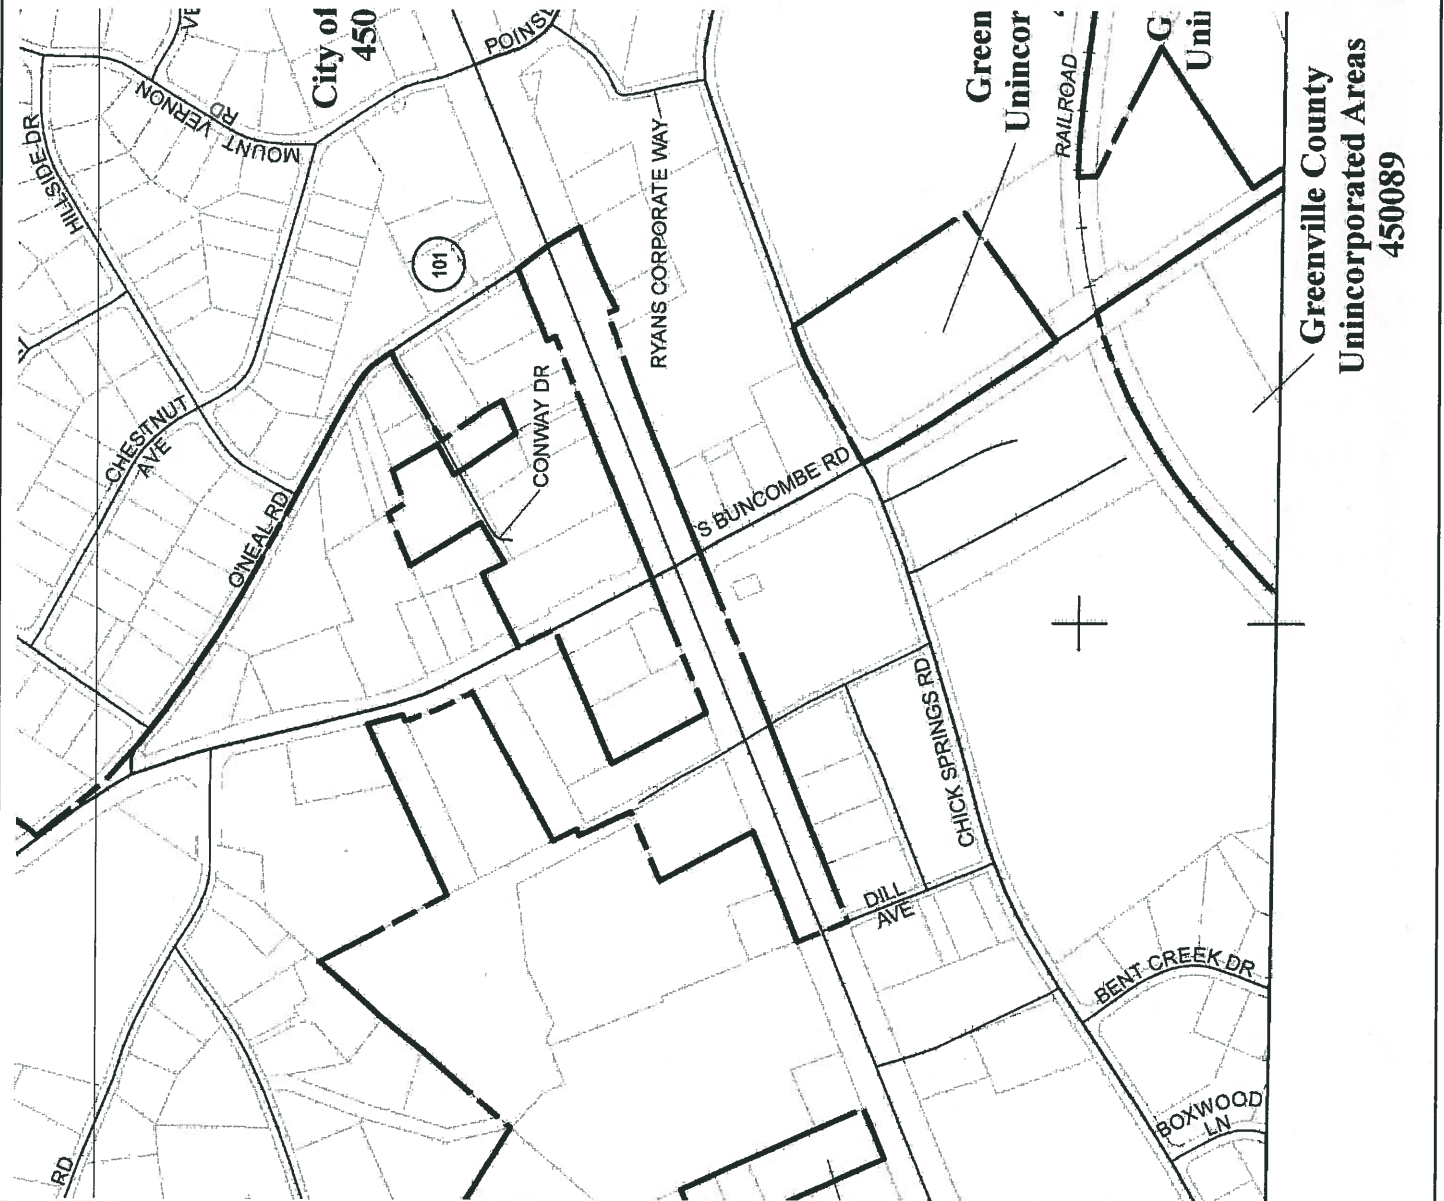 City of
450
VE
POINS
MOUNT VERNON
RD
HILLSIDE DR
101
RYANS CORPORATE WAY
CONWAY DR
CHESTNUT
AVE
O'NEAL RD
S BUNCOMBE RD
Green
Unincor
RAILROAD
G
Uni
Greenville County
Unincorporated Areas
450089
CHICK SPRINGS RD
DILL
AVE
BENT CREEK DR
BOXWOOD
LN
RD